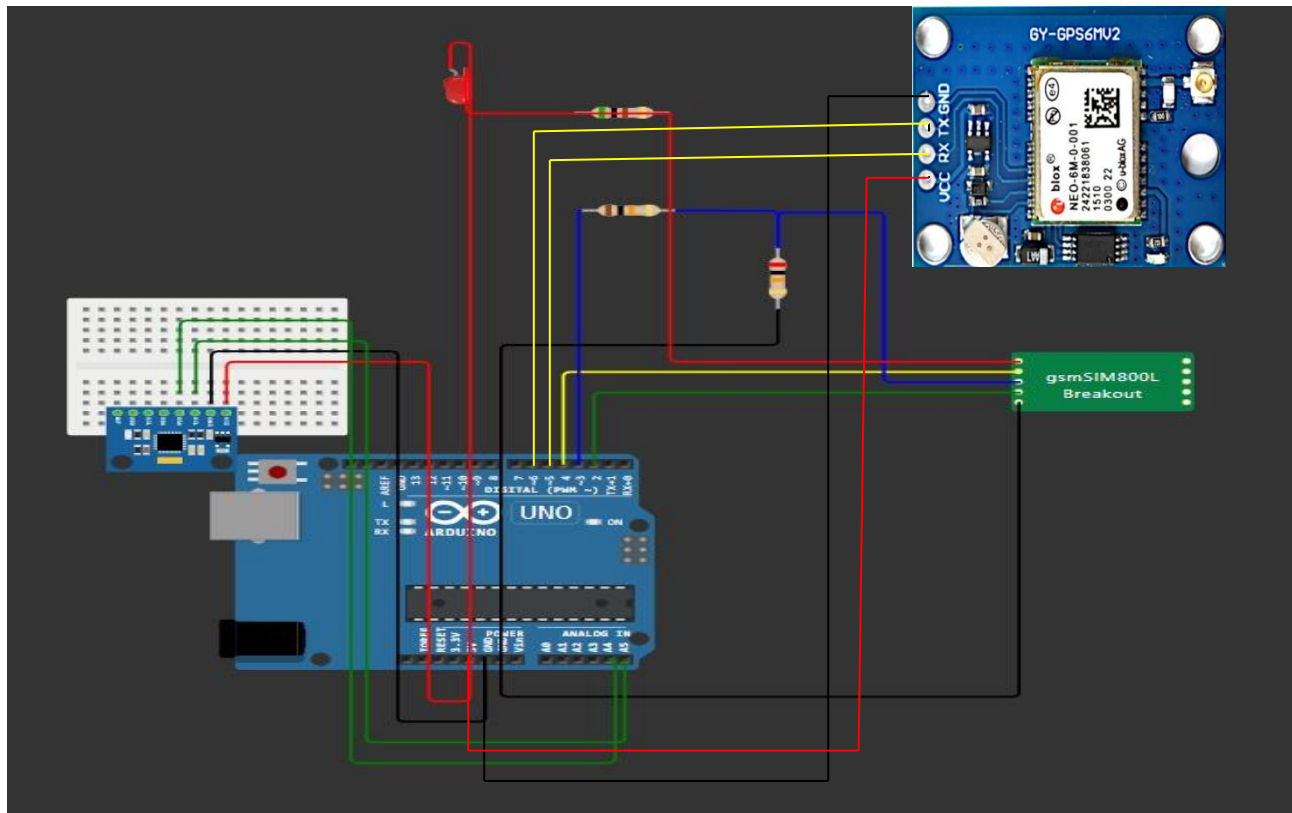 GY-GPS6MV2
GND
TX
RX
VCC
blox®
NEO-6M-0-001
24221838061
1510
0300 22
© u-blox AG
gsmSIM800L
Breakout
AREF
GND
13
12
~11
~10
~9
8
7
~6
~5
4
~3
2
TX→1
RX←0
DIGITAL (PWM ~)
L
TX
RX
ARDUINO
UNO
ON
POWER
ANALOG IN
IOREF
RESET
3.3V
5V
GND
Vin
A0
A1
A2
A3
A4
A5